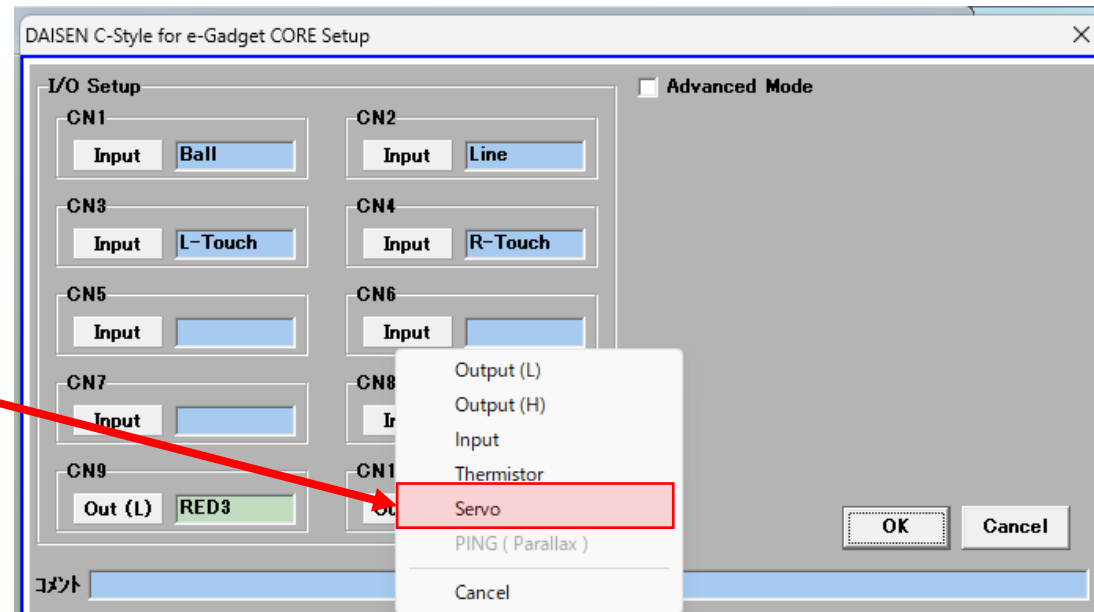 DAISEN C-Style for e-Gadget CORE Setup
I/O Setup
Advanced Mode
CN1
CN2
Input Ball
Input Line
CN3
CN4
Input L-Touch
Input R-Touch
CN5
CN6
Input
Input
CN7
CN8
Input
CN9
Out (L) RED3
Output (L)
Output (H)
Input
Thermistor
Servo
PING ( Parallax )
Cancel
OK
Cancel
コメント